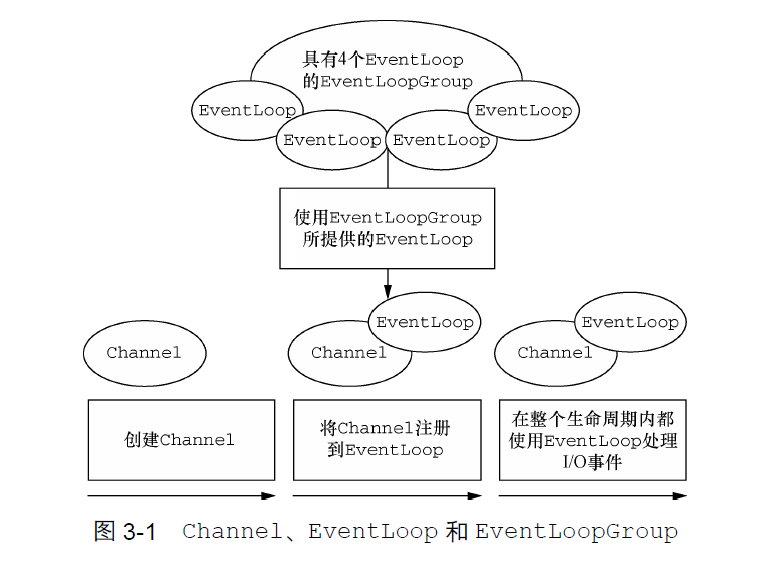 具有4个EventLoop
的EventLoopGroup
EventLoop
EventLoop
EventLoop
EventLoop
使用EventLoopGroup
所提供的EventLoop
Channel
EventLoop
Channel
EventLoop
Channel
创建Channel
将Channel注册
到EventLoop
在整个生命周期内都
使用EventLoop处理
I/O事件
图 3-1 Channel、EventLoop 和 EventLoopGroup